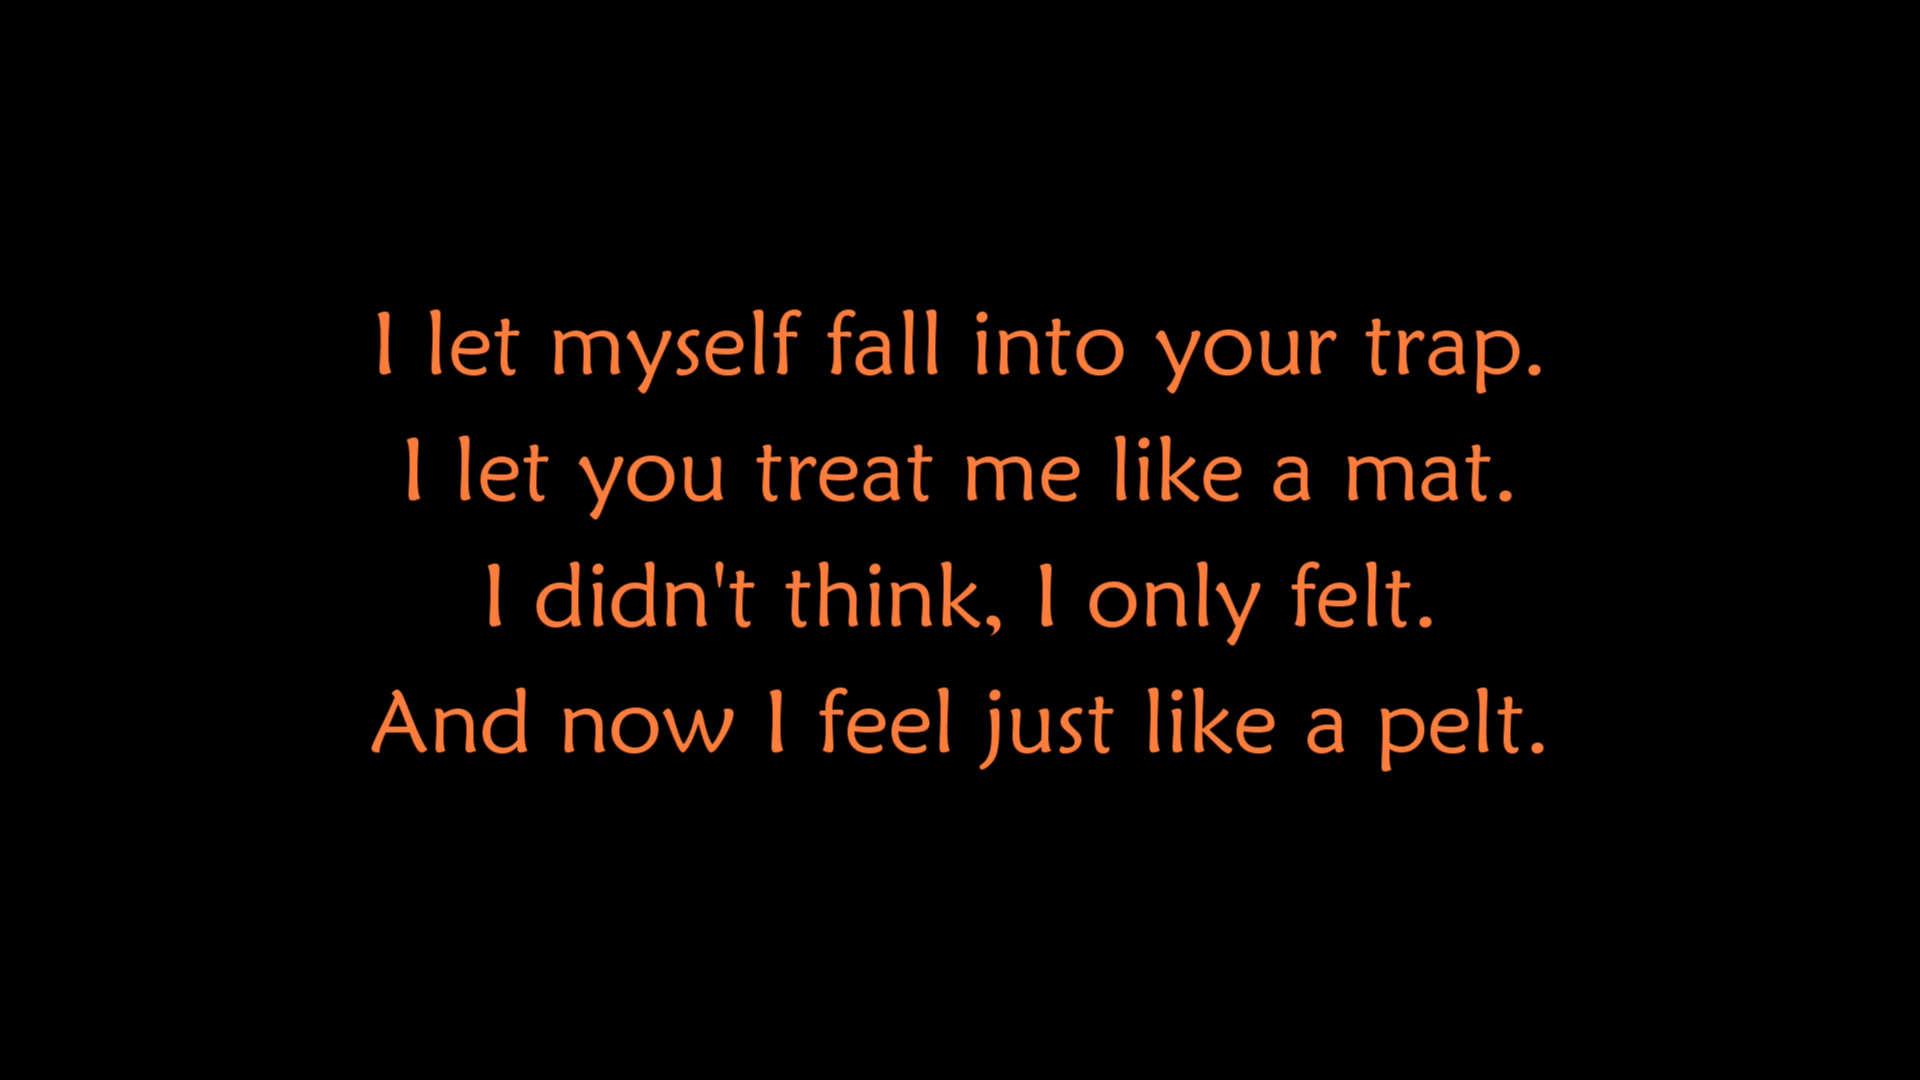 I let myself fall into your trap.
I let you treat me like a mat.
I didn't think, I only felt.
And now I feel just like a pelt.